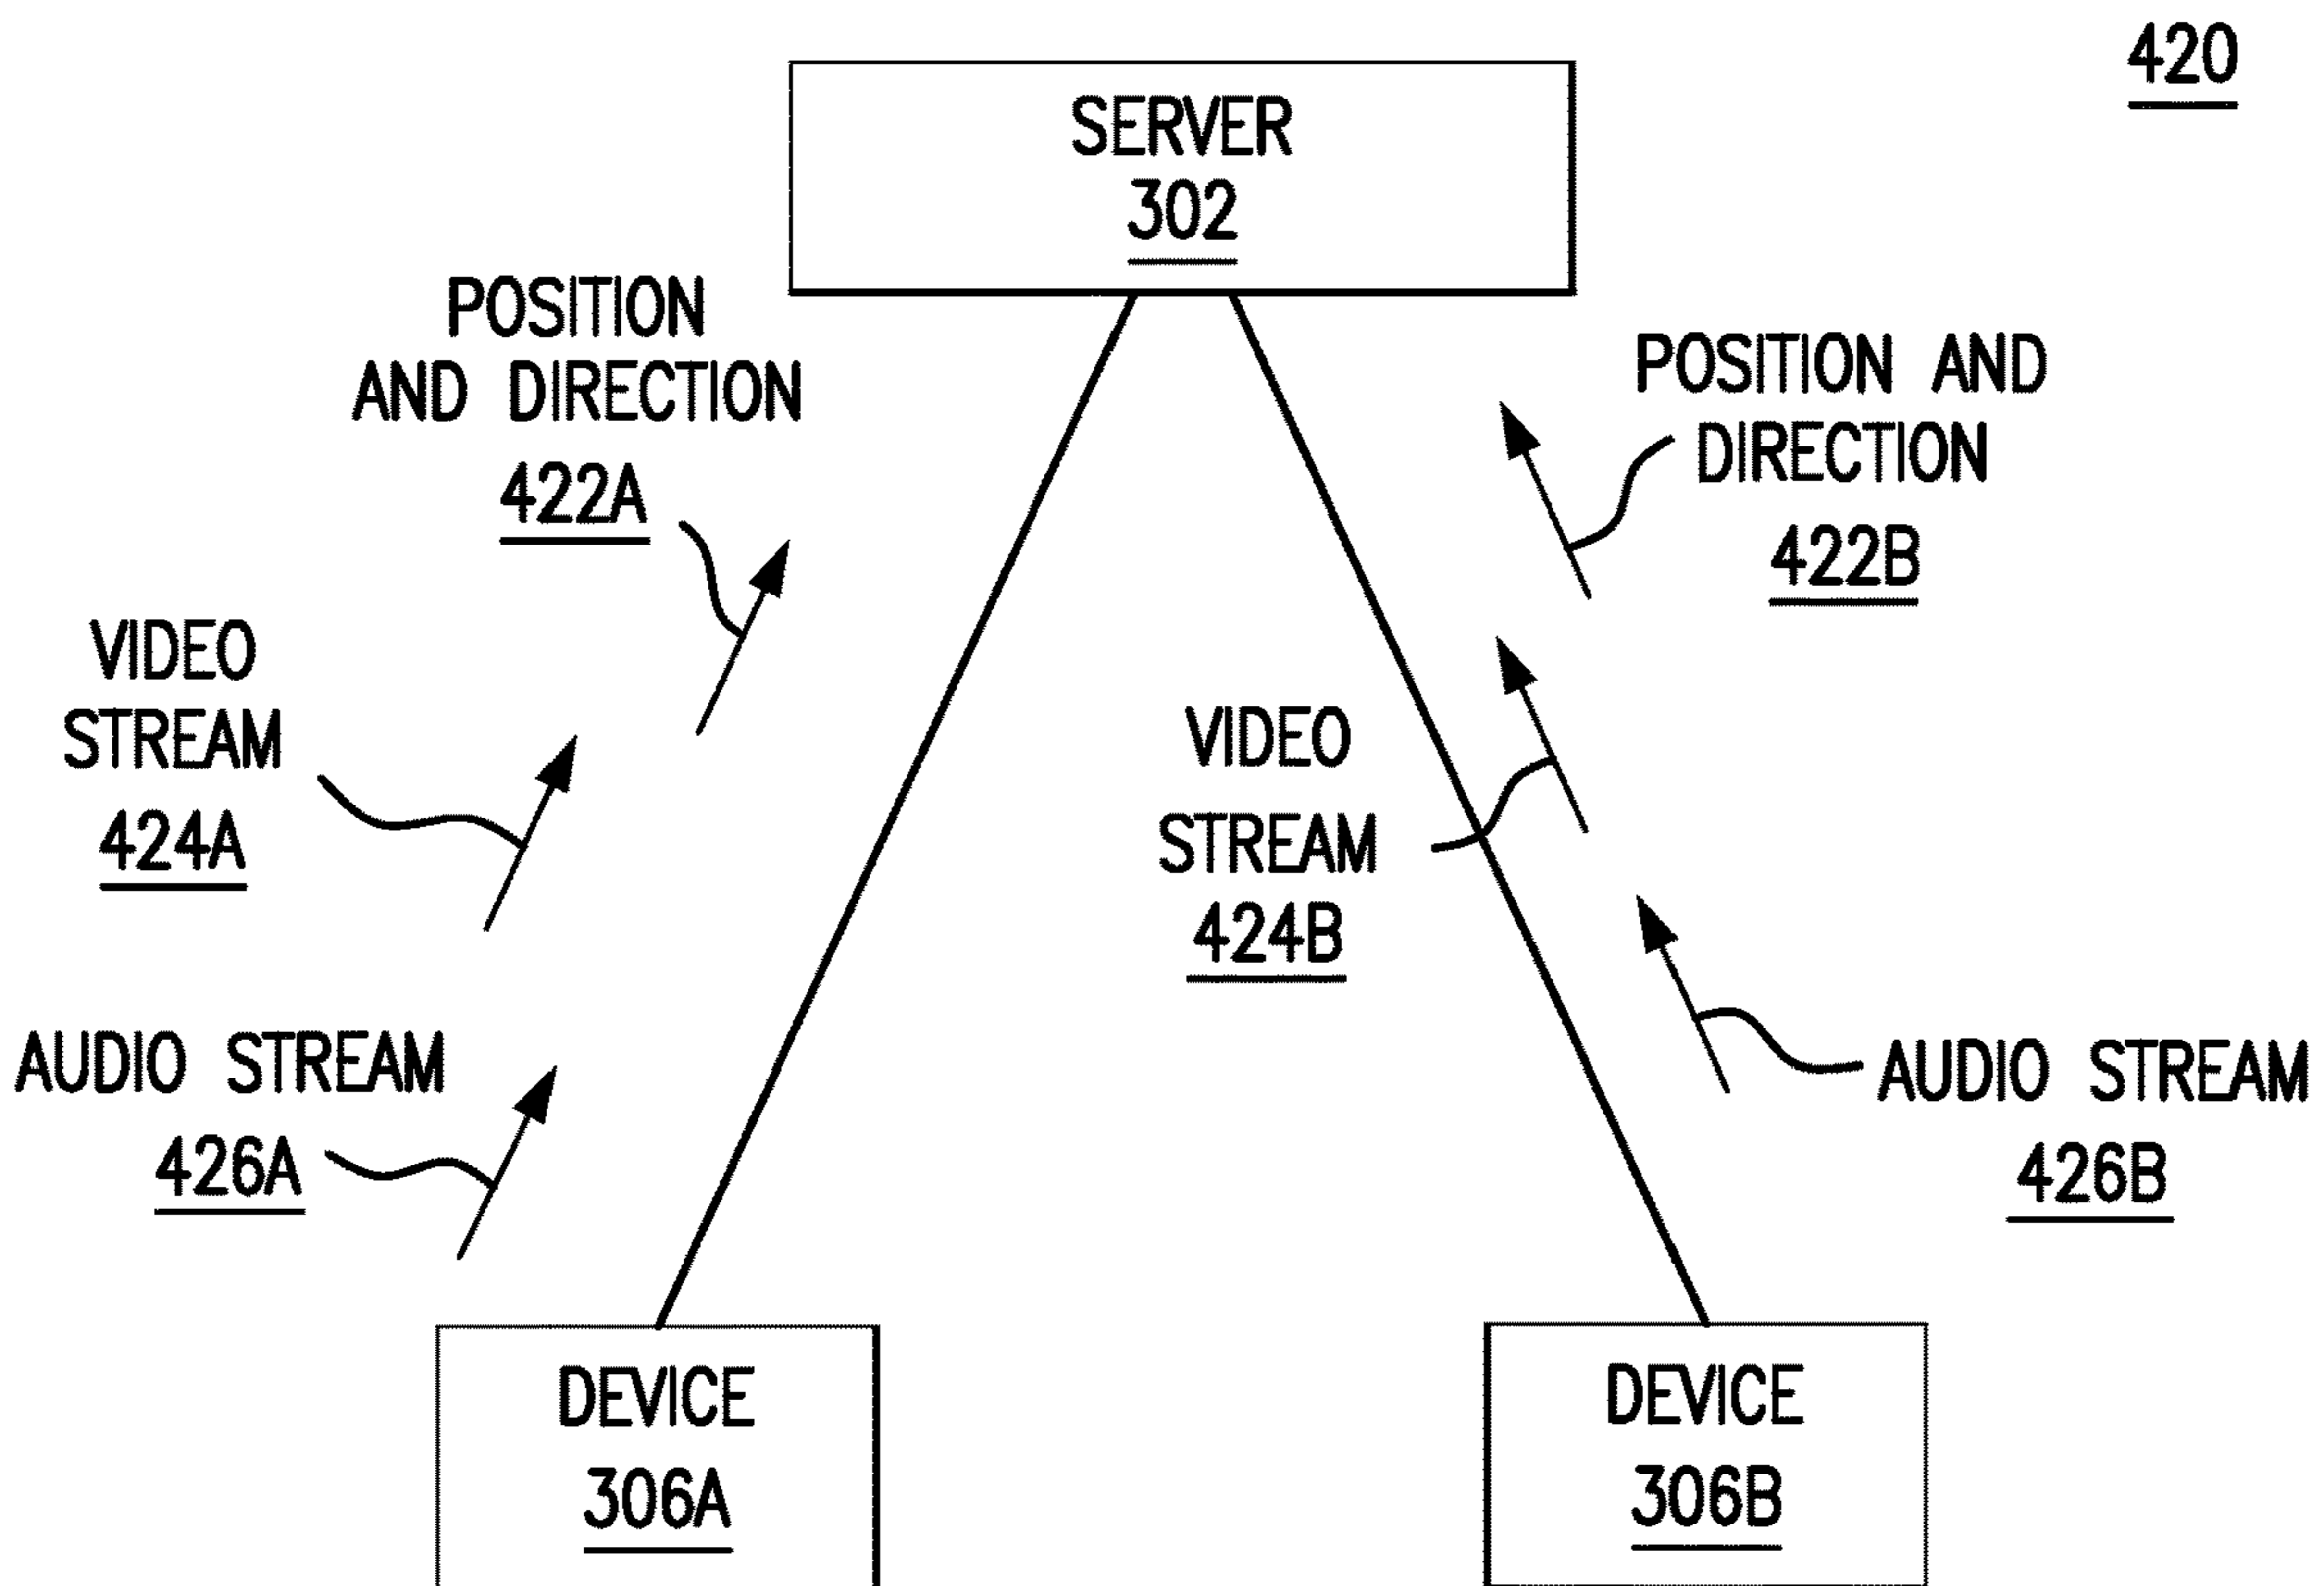 420
SERVER
302
POSITION
AND DIRECTION
422A
POSITION AND
DIRECTION
422B
VIDEO
STREAM
424A
VIDEO
STREAM
424B
AUDIO STREAM
426A
AUDIO STREAM
426B
DEVICE
306A
DEVICE
306B